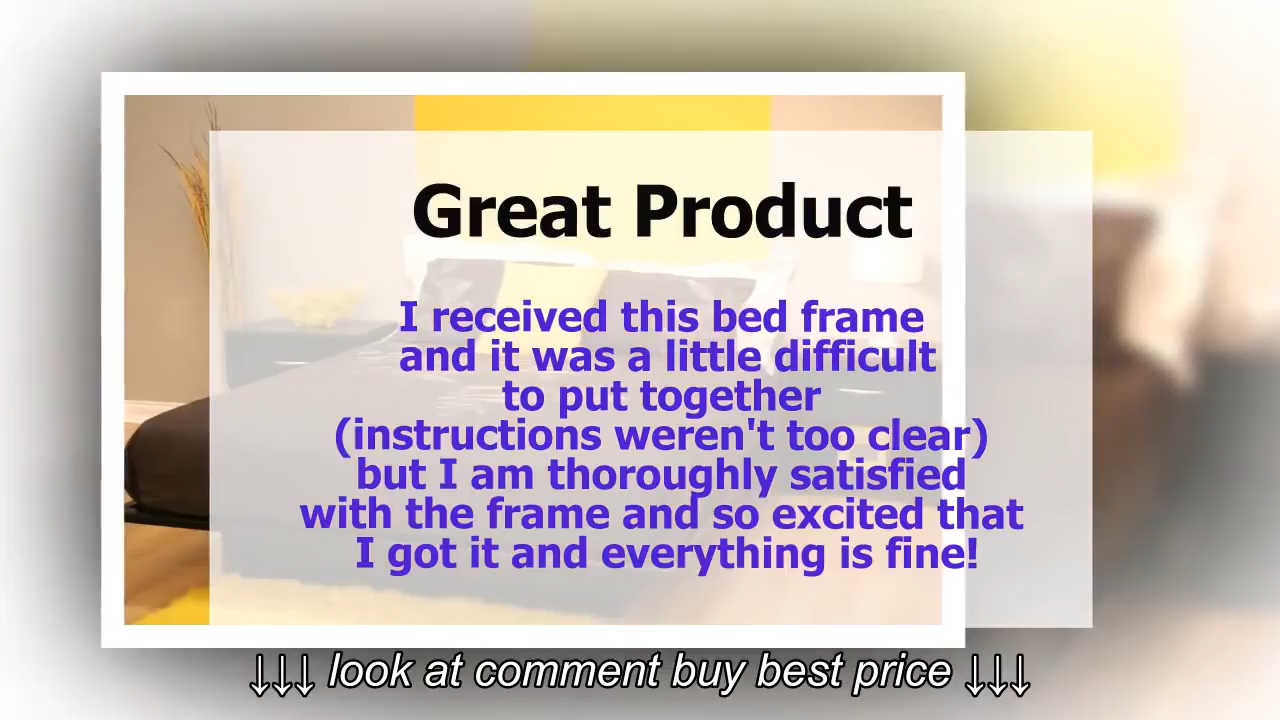 Great Product
I received this bed frame
and it was a little difficult
to put together
(instructions weren't too clear)
but I am thoroughly satisfied
with the frame and so excited that
I got it and everything is fine!
↓↓↓ look at comment buy best price ↓↓↓